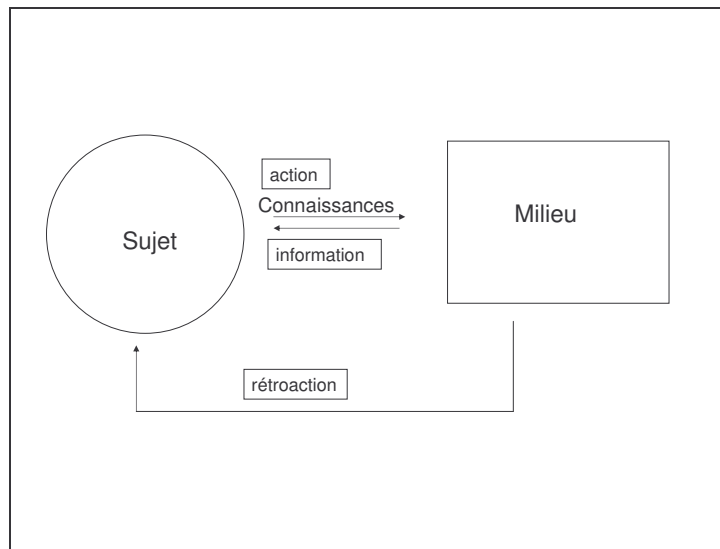 action
Connaissances
Milieu
Sujet
information
rétroaction